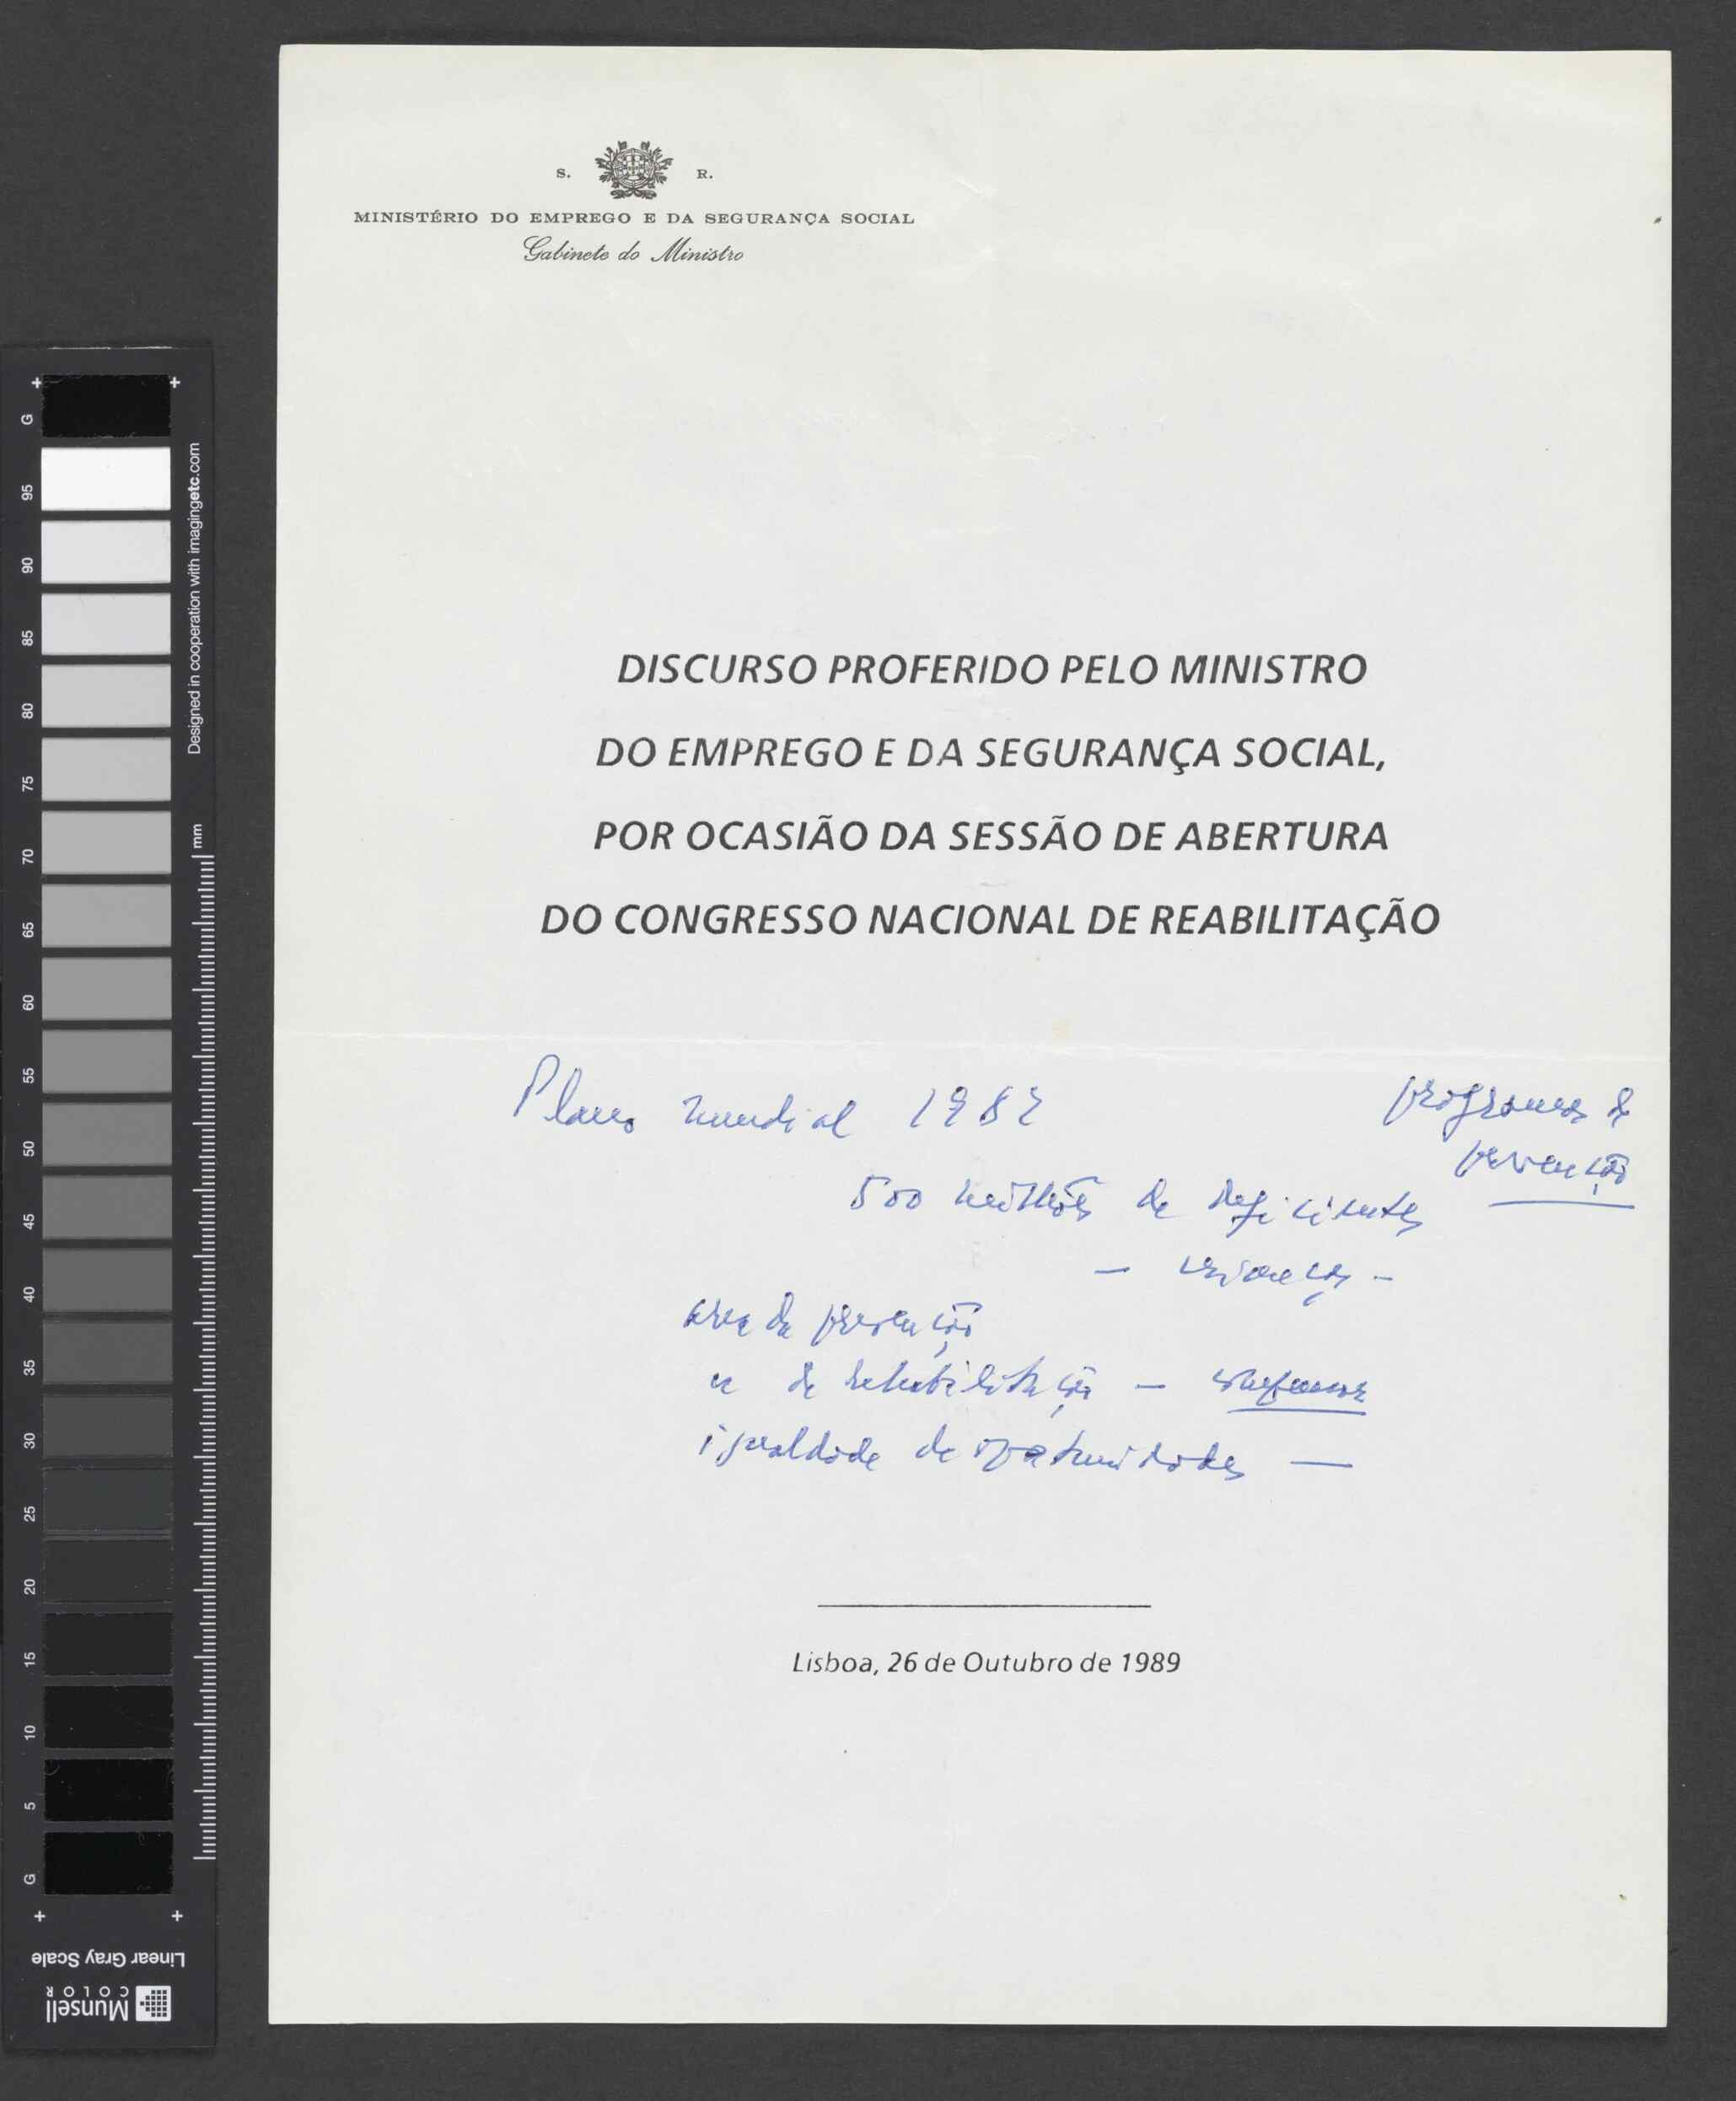 S. R.
MINISTÉRIO DO EMPREGO E DA SEGURANÇA SOCIAL
Gabinete do Ministro
DISCURSO PROFERIDO PELO MINISTRO
DO EMPREGO E DA SEGURANÇA SOCIAL,
POR OCASIÃO DA SESSÃO DE ABERTURA
DO CONGRESSO NACIONAL DE REABILITAÇÃO
Plano mundial 1982
programas de
prevenção
500 milhões de deficientes
— crianças -
área da prevenção
de rehabilitação —
igualdade de oportunidades —
Lisboa, 26 de Outubro de 1989
G 95 90 85 80 75 70 65 60 55 50 45 40 35 30 25 20 15 10 5 G
Designed in cooperation with imagingetc.com
mm
Linear Gray Scale
Munsell
COLOR